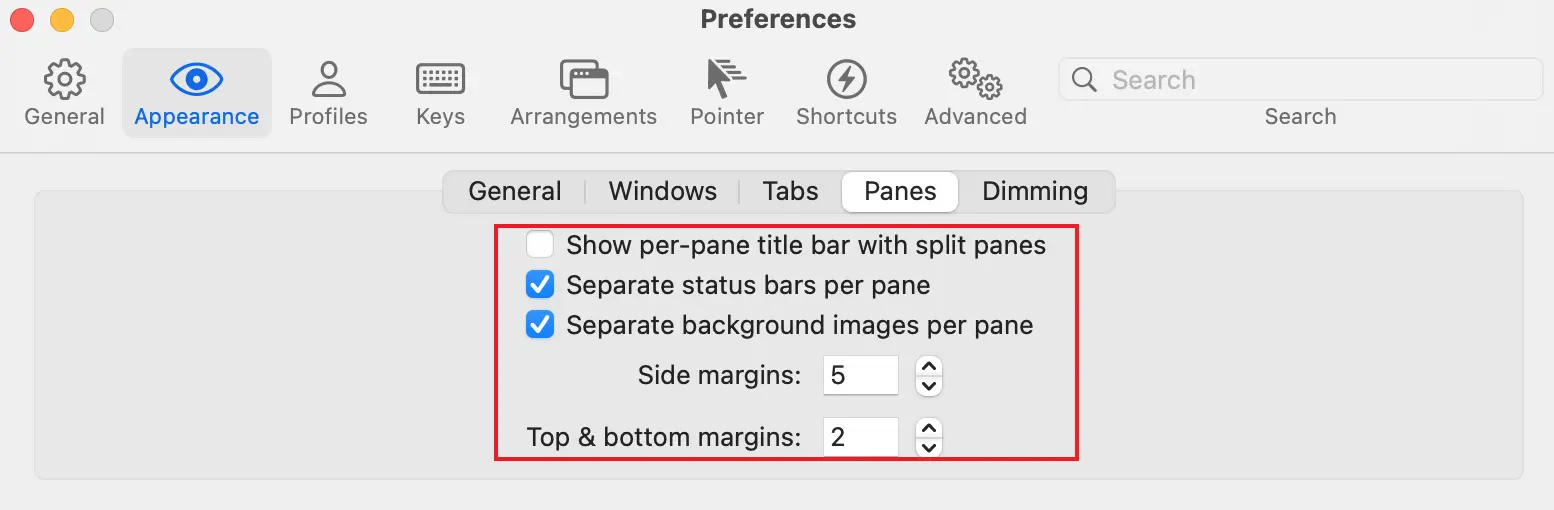 Preferences
General Appearance Profiles Keys Arrangements Pointer Shortcuts Advanced Search
Search
General Windows Tabs Panes Dimming
Show per-pane title bar with split panes
Separate status bars per pane
Separate background images per pane
Side margins: 5
Top & bottom margins: 2